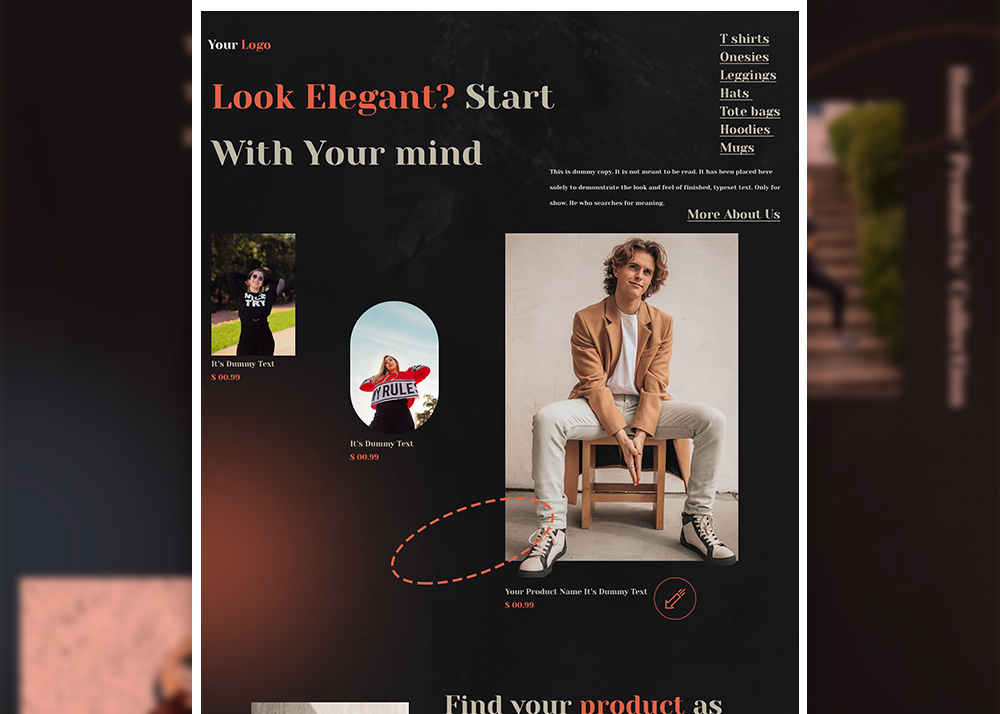 Your Logo
T shirts
Onesies
Leggings
Hats
Tote bags
Hoodies
Mugs
Look Elegant? Start
With Your mind
This is dummy copy. It is not meant to be read. It has been placed here
solely to demonstrate the look and feel of finished, typeset text. Only for
show. He who searches for meaning.
More About Us
NICE
TRY
It's Dummy Text
$ 00.99
Y RULES
It's Dummy Text
$ 00.99
Your Product Name It's Dummy Text
$ 00.99
Find your product as